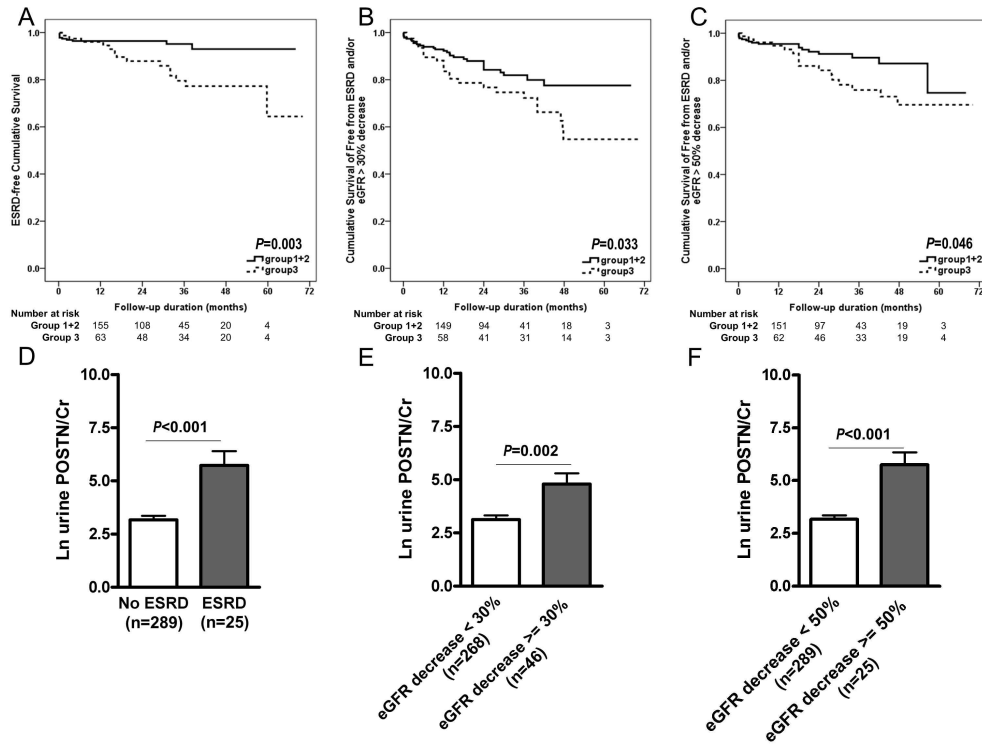 A
ESRD-free Cumulative Survival
1.0
0.8
0.6
0.4
0.2
0.0
P=0.003
group1+2
group3
0 12 24 36 48 60 72
Follow-up duration (months)
Number at risk
Group 1+2 155 108 45 20 4
Group 3 63 48 34 20 4
B
Cumulative Survival of Free from ESRD and/or
eGFR > 30% decrease
1.0
0.8
0.6
0.4
0.2
0.0
P=0.033
group1+2
group3
0 12 24 36 48 60 72
Follow-up duration (months)
Number at risk
Group 1+2 149 94 41 18 3
Group 3 58 41 31 14 3
C
Cumulative Survival of Free from ESRD and/or
eGFR > 50% decrease
1.0
0.8
0.6
0.4
0.2
0.0
P=0.046
group1+2
group3
0 12 24 36 48 60 72
Follow-up duration (months)
Number at risk
Group 1+2 151 97 43 19 3
Group 3 62 46 33 19 4
D
Ln urine POSTN/Cr
10.0
7.5
5.0
2.5
0.0
P<0.001
No ESRD
(n=289)
ESRD
(n=25)
E
Ln urine POSTN/Cr
10.0
7.5
5.0
2.5
0.0
P=0.002
eGFR decrease < 30%
(n=268)
eGFR decrease >= 30%
(n=46)
F
Ln urine POSTN/Cr
10.0
7.5
5.0
2.5
0.0
P<0.001
eGFR decrease < 50%
(n=289)
eGFR decrease >= 50%
(n=25)